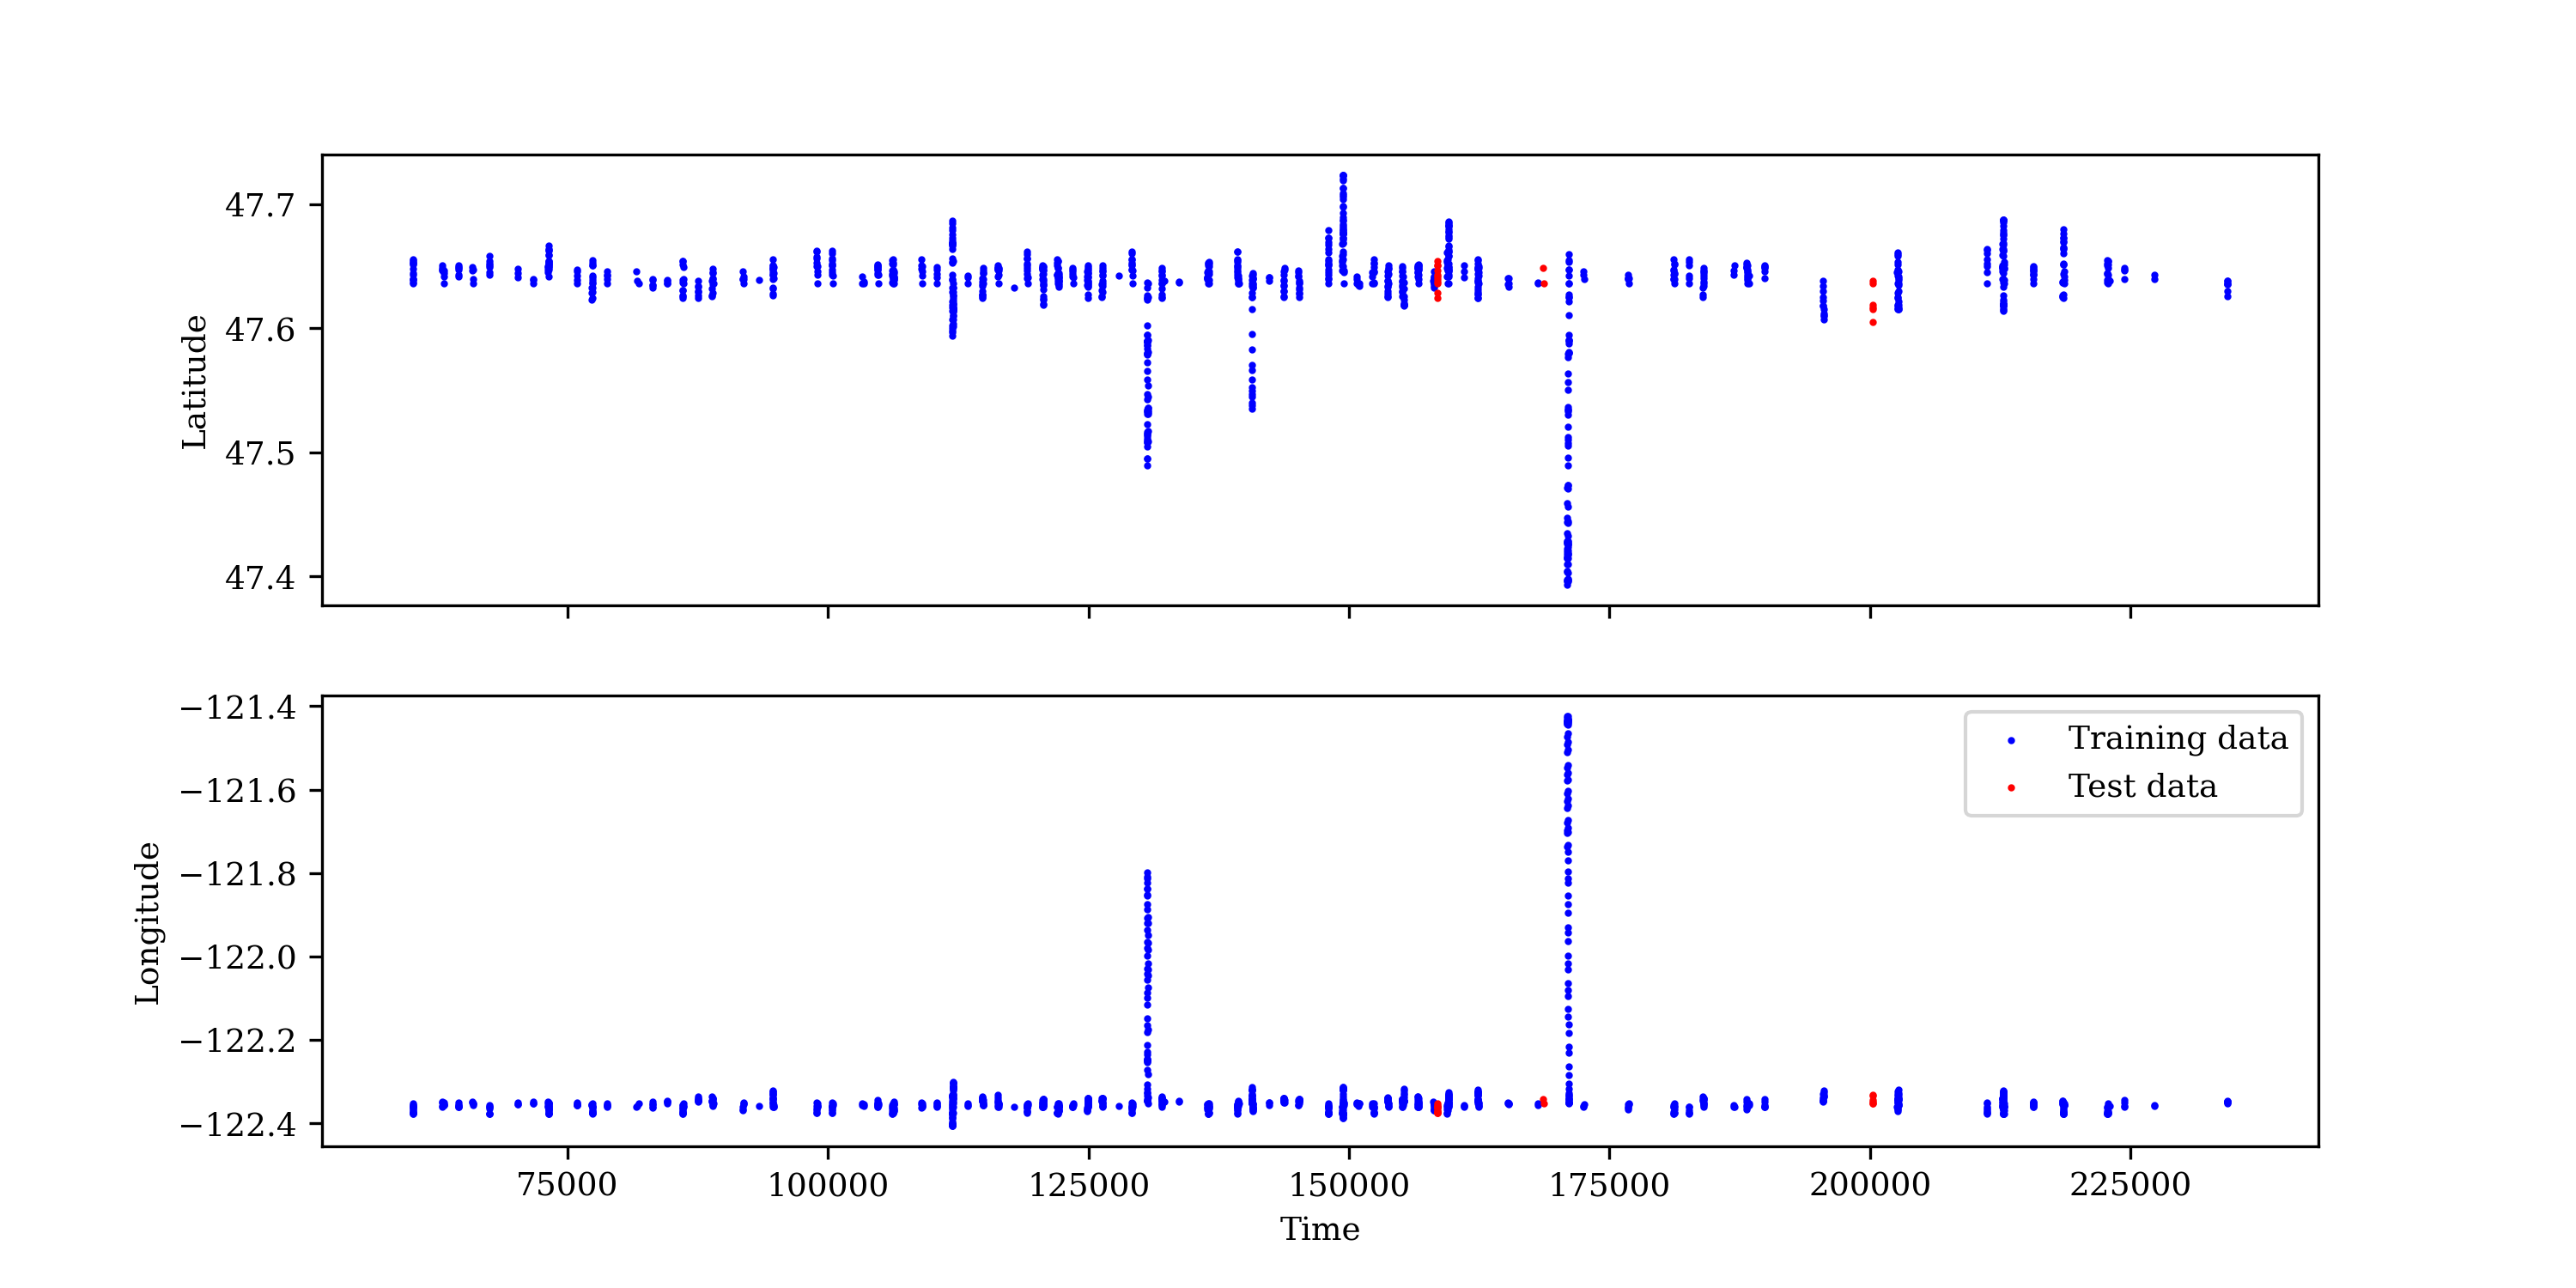 47.7
47.6
47.5
47.4
Latitude
−121.4
−121.6
−121.8
−122.0
−122.2
−122.4
Longitude
Training data
Test data
75000 100000 125000 150000 175000 200000 225000
Time